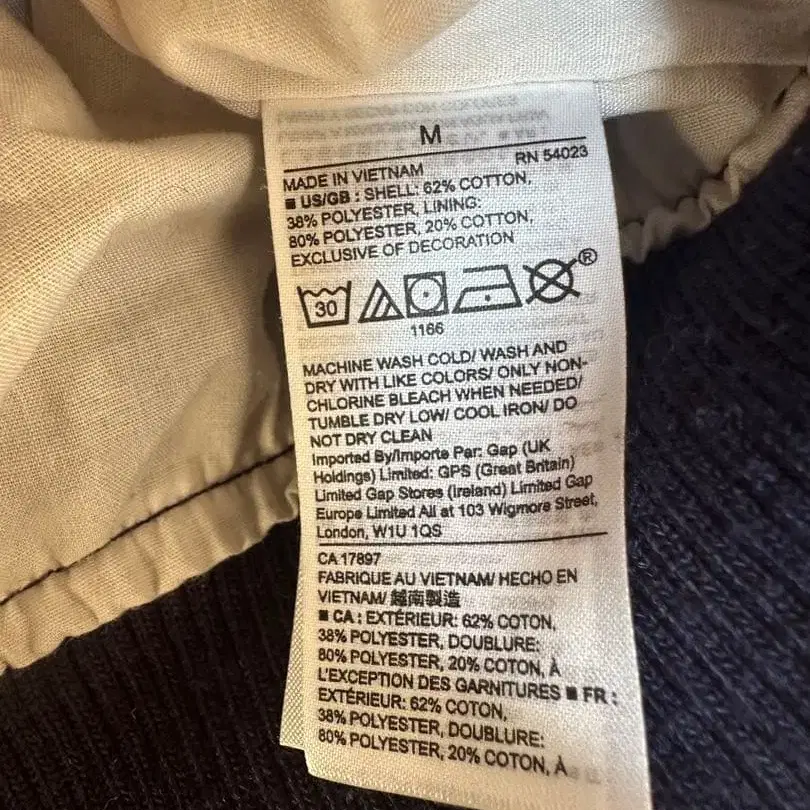 M
RN 54023
MADE IN VIETNAM
■ US/GB : SHELL: 62% COTTON,
38% POLYESTER, LINING:
80% POLYESTER, 20% COTTON,
EXCLUSIVE OF DECORATION
30
®
1166
MACHINE WASH COLD/ WASH AND
DRY WITH LIKE COLORS/ ONLY NON-
CHLORINE BLEACH WHEN NEEDED/
TUMBLE DRY LOW/ COOL IRON/ DO
NOT DRY CLEAN
Imported By/Importe Par: Gap (UK
Holdings) Limited: GPS (Great Britain)
Limited Gap Stores (Ireland) Limited Gap
Europe Limited All at 103 Wigmore Street,
London, W1U 1QS
CA 17897
FABRIQUE AU VIETNAM/ HECHO EN
VIETNAM/ 越南製造
■ CA : EXTÉRIEUR: 62% COTON,
38% POLYESTER, DOUBLURE:
80% POLYESTER, 20% COTON, À
L'EXCEPTION DES GARNITURES ■ FR :
EXTÉRIEUR: 62% COTON,
38% POLYESTER, DOUBLURE:
80% POLYESTER, 20% COTON, À